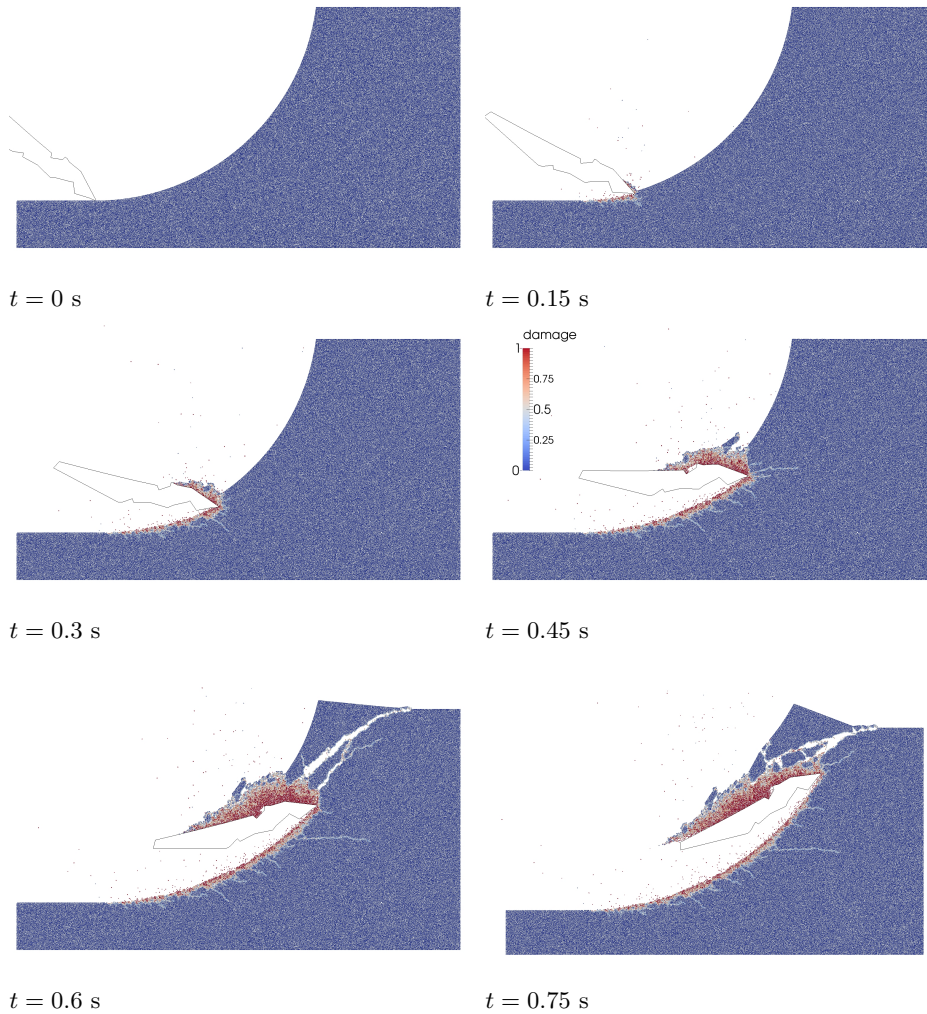 t = 0 s
t = 0.15 s
damage
1
0.75
0.5
0.25
0
t = 0.3 s
t = 0.45 s
t = 0.6 s
t = 0.75 s